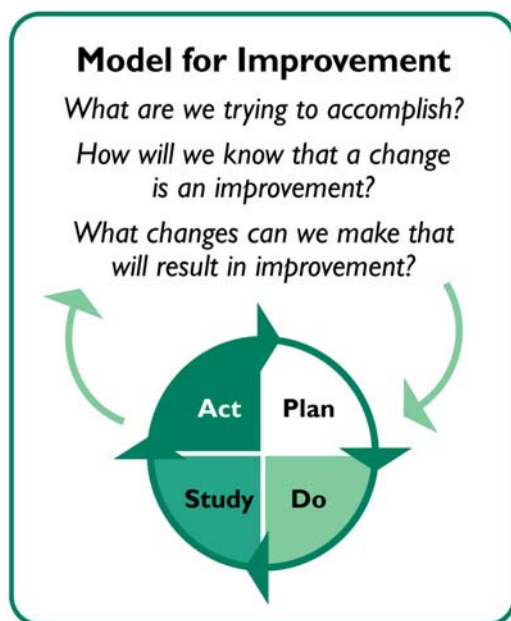 Model for Improvement
What are we trying to accomplish?
How will we know that a change
is an improvement?
What changes can we make that
will result in improvement?
Act
Plan
Study
Do